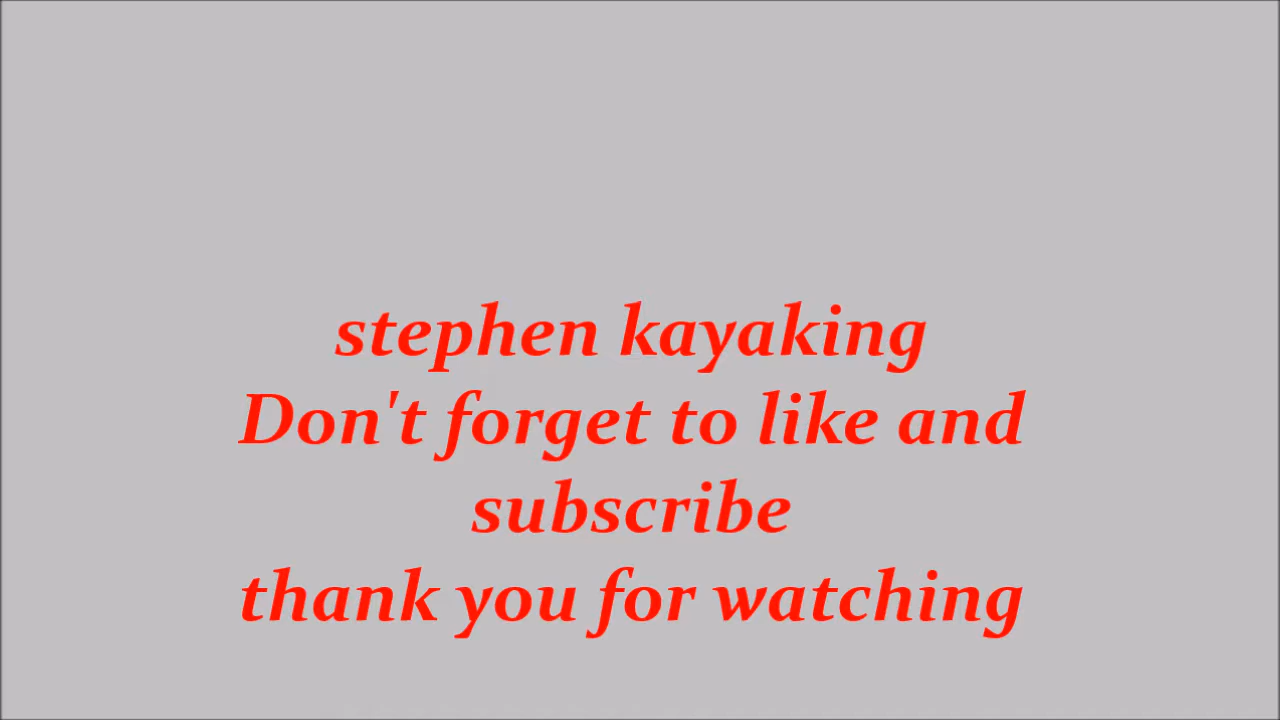 stephen kayaking
Don't forget to like and
subscribe
thank you for watching